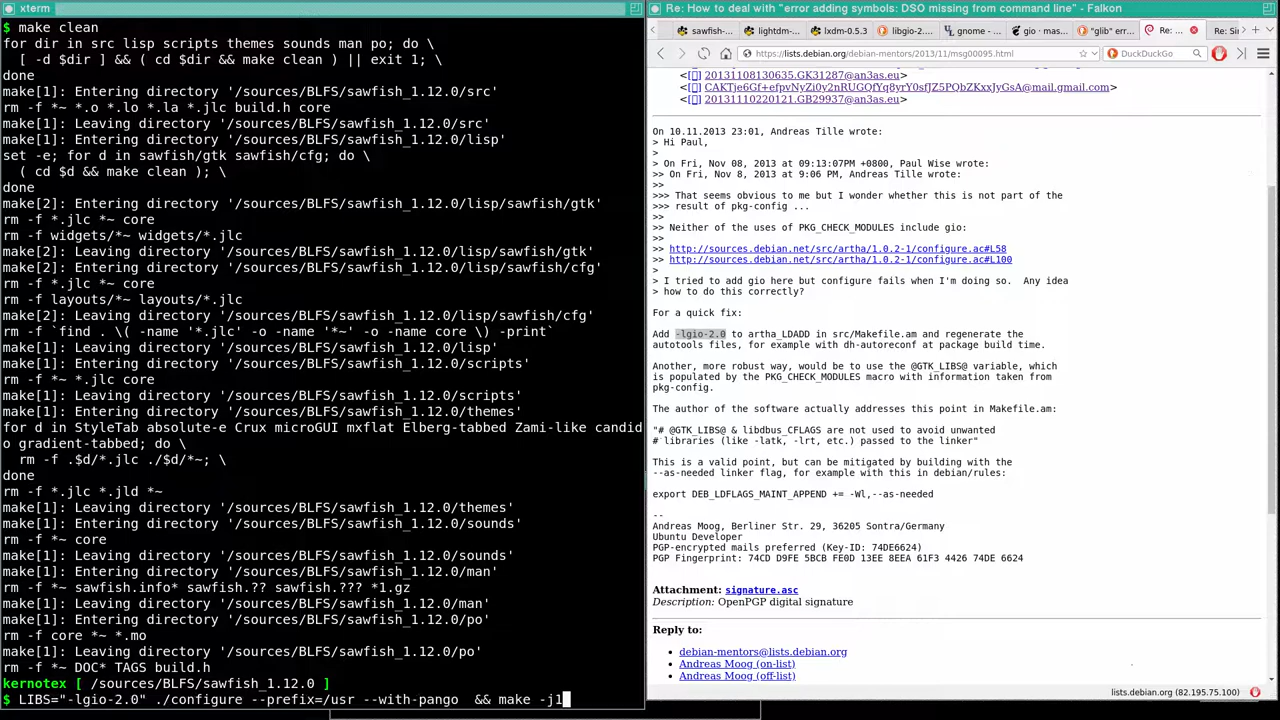 xterm
$ make clean
for dir in src lisp scripts themes sounds man po; do \
[ -d $dir ] && ( cd $dir && make clean ) || exit 1; \
done
make[1]: Entering directory '/sources/BLFS/sawfish_1.12.0/src'
rm -f *~ *.o *.lo *.la *.jlc build.h core
make[1]: Leaving directory '/sources/BLFS/sawfish_1.12.0/src'
make[1]: Entering directory '/sources/BLFS/sawfish_1.12.0/lisp'
set -e; for d in sawfish/gtk sawfish/cfg; do \
( cd $d && make clean ); \
done
make[2]: Entering directory '/sources/BLFS/sawfish_1.12.0/lisp/sawfish/gtk'
rm -f *.jlc *~ core
rm -f widgets/*~ widgets/*.jlc
make[2]: Leaving directory '/sources/BLFS/sawfish_1.12.0/lisp/sawfish/gtk'
make[2]: Entering directory '/sources/BLFS/sawfish_1.12.0/lisp/sawfish/cfg'
rm -f *.jlc *~ core
rm -f layouts/*~ layouts/*.jlc
make[2]: Leaving directory '/sources/BLFS/sawfish_1.12.0/lisp/sawfish/cfg'
rm -f `find . \( -name '*.jlc' -o -name '*~' -o -name core \) -print`
make[1]: Leaving directory '/sources/BLFS/sawfish_1.12.0/lisp'
make[1]: Entering directory '/sources/BLFS/sawfish_1.12.0/scripts'
rm -f *~ *.jlc core
make[1]: Leaving directory '/sources/BLFS/sawfish_1.12.0/scripts'
make[1]: Entering directory '/sources/BLFS/sawfish_1.12.0/themes'
for d in StyleTab absolute-e Crux microGUI mxflat Elberg-tabbed Zami-like candid
o gradient-tabbed; do \
rm -f .$d/*.jlc ./$d/*~; \
done
rm -f *.jlc *.jld *~
make[1]: Leaving directory '/sources/BLFS/sawfish_1.12.0/themes'
make[1]: Entering directory '/sources/BLFS/sawfish_1.12.0/sounds'
rm -f *~ core
make[1]: Leaving directory '/sources/BLFS/sawfish_1.12.0/sounds'
make[1]: Entering directory '/sources/BLFS/sawfish_1.12.0/man'
rm -f *~ sawfish.info* sawfish.?? sawfish.??? *1.gz
make[1]: Leaving directory '/sources/BLFS/sawfish_1.12.0/man'
make[1]: Entering directory '/sources/BLFS/sawfish_1.12.0/po'
rm -f core *~ *.mo
make[1]: Leaving directory '/sources/BLFS/sawfish_1.12.0/po'
rm -f *~ DOC* TAGS build.h
kernotex [ /sources/BLFS/sawfish_1.12.0 ]
$ LIBS="-lgio-2.0" ./configure --prefix=/usr --with-pango  && make -j1
Re: How to deal with "error adding symbols: DSO missing from command line" - Falkon
sawfish-... lightdm-... lxdm-0.5.3 libgio-2... gnome -... gio · mas... "glib" err... Re: ... Re: Si
https://lists.debian.org/debian-mentors/2013/11/msg00095.html DuckDuckGo
20131108130635.GK31287@an3as.eu>
CAKTje6Gf+efpvNyZi0y2nRUGQfYq8yrY0sfJZ5PQbZKxxJyGsA@mail.gmail.com>
20131110220121.GB29937@an3as.eu>
On 10.11.2013 23:01, Andreas Tille wrote:
> Hi Paul,
>
> On Fri, Nov 08, 2013 at 09:13:07PM +0800, Paul Wise wrote:
>> On Fri, Nov 8, 2013 at 9:06 PM, Andreas Tille wrote:
>>
>>> That seems obvious to me but I wonder whether this is not part of the
>>> result of pkg-config ...
>>
>> Neither of the uses of PKG_CHECK_MODULES include gio:
>>
>> http://sources.debian.net/src/artha/1.0.2-1/configure.ac#L58
>> http://sources.debian.net/src/artha/1.0.2-1/configure.ac#L100
>
> I tried to add gio here but configure fails when I'm doing so.  Any idea
> how to do this correctly?
For a quick fix:
Add -lgio-2.0 to artha_LDADD in src/Makefile.am and regenerate the
autotools files, for example with dh-autoreconf at package build time.
Another, more robust way, would be to use the @GTK_LIBS@ variable, which
is populated by the PKG_CHECK_MODULES macro with information taken from
pkg-config.
The author of the software actually addresses this point in Makefile.am:
"# @GTK_LIBS@ & libdbus_CFLAGS are not used to avoid unwanted
# libraries (like -latk, -lrt, etc.) passed to the linker"
This is a valid point, but can be mitigated by building with the
--as-needed linker flag, for example with this in debian/rules:
export DEB_LDFLAGS_MAINT_APPEND += -Wl,--as-needed
--
Andreas Moog, Berliner Str. 29, 36205 Sontra/Germany
Ubuntu Developer
PGP-encrypted mails preferred (Key-ID: 74DE6624)
PGP Fingerprint: 74CD D9FE 5BCB FE0D 13EE 8EEA 61F3 4426 74DE 6624
Attachment: signature.asc
Description: OpenPGP digital signature
Reply to:
debian-mentors@lists.debian.org
Andreas Moog (on-list)
Andreas Moog (off-list)
lists.debian.org (82.195.75.100)